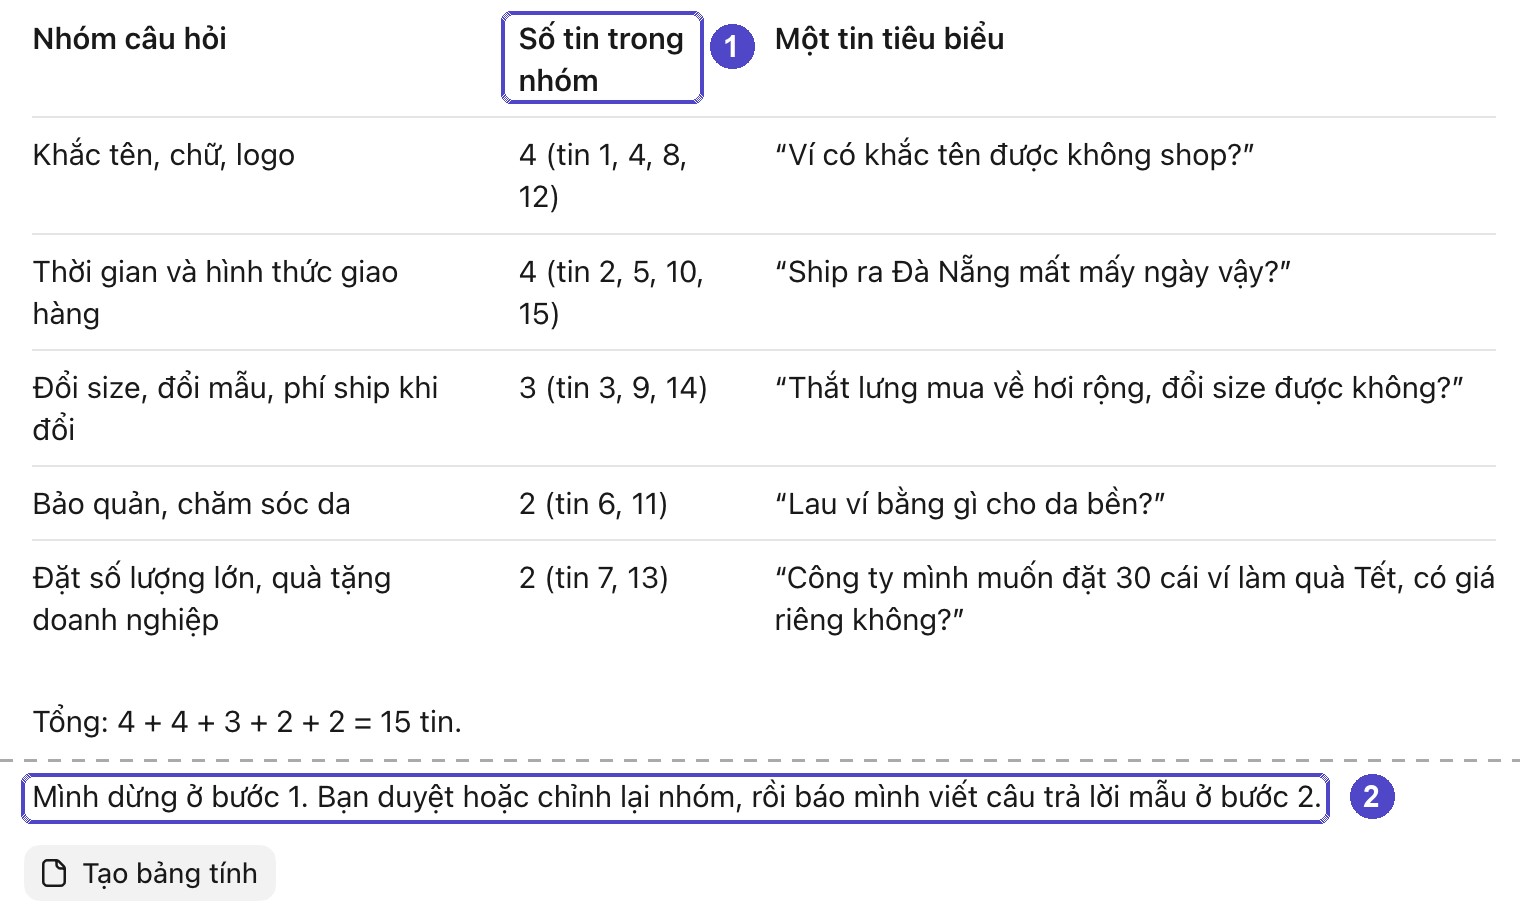 Nhóm câu hỏi
Số tin trong
nhóm
1
Một tin tiêu biểu
Khắc tên, chữ, logo
4 (tin 1, 4, 8,
12)
“Ví có khắc tên được không shop?”
Thời gian và hình thức giao
hàng
4 (tin 2, 5, 10,
15)
“Ship ra Đà Nẵng mất mấy ngày vậy?”
Đổi size, đổi mẫu, phí ship khi
đổi
3 (tin 3, 9, 14)
“Thắt lưng mua về hơi rộng, đổi size được không?”
Bảo quản, chăm sóc da
2 (tin 6, 11)
“Lau ví bằng gì cho da bền?”
Đặt số lượng lớn, quà tặng
doanh nghiệp
2 (tin 7, 13)
“Công ty mình muốn đặt 30 cái ví làm quà Tết, có giá
riêng không?”
Tổng: 4 + 4 + 3 + 2 + 2 = 15 tin.
Mình dừng ở bước 1. Bạn duyệt hoặc chỉnh lại nhóm, rồi báo mình viết câu trả lời mẫu ở bước 2.
2
Tạo bảng tính